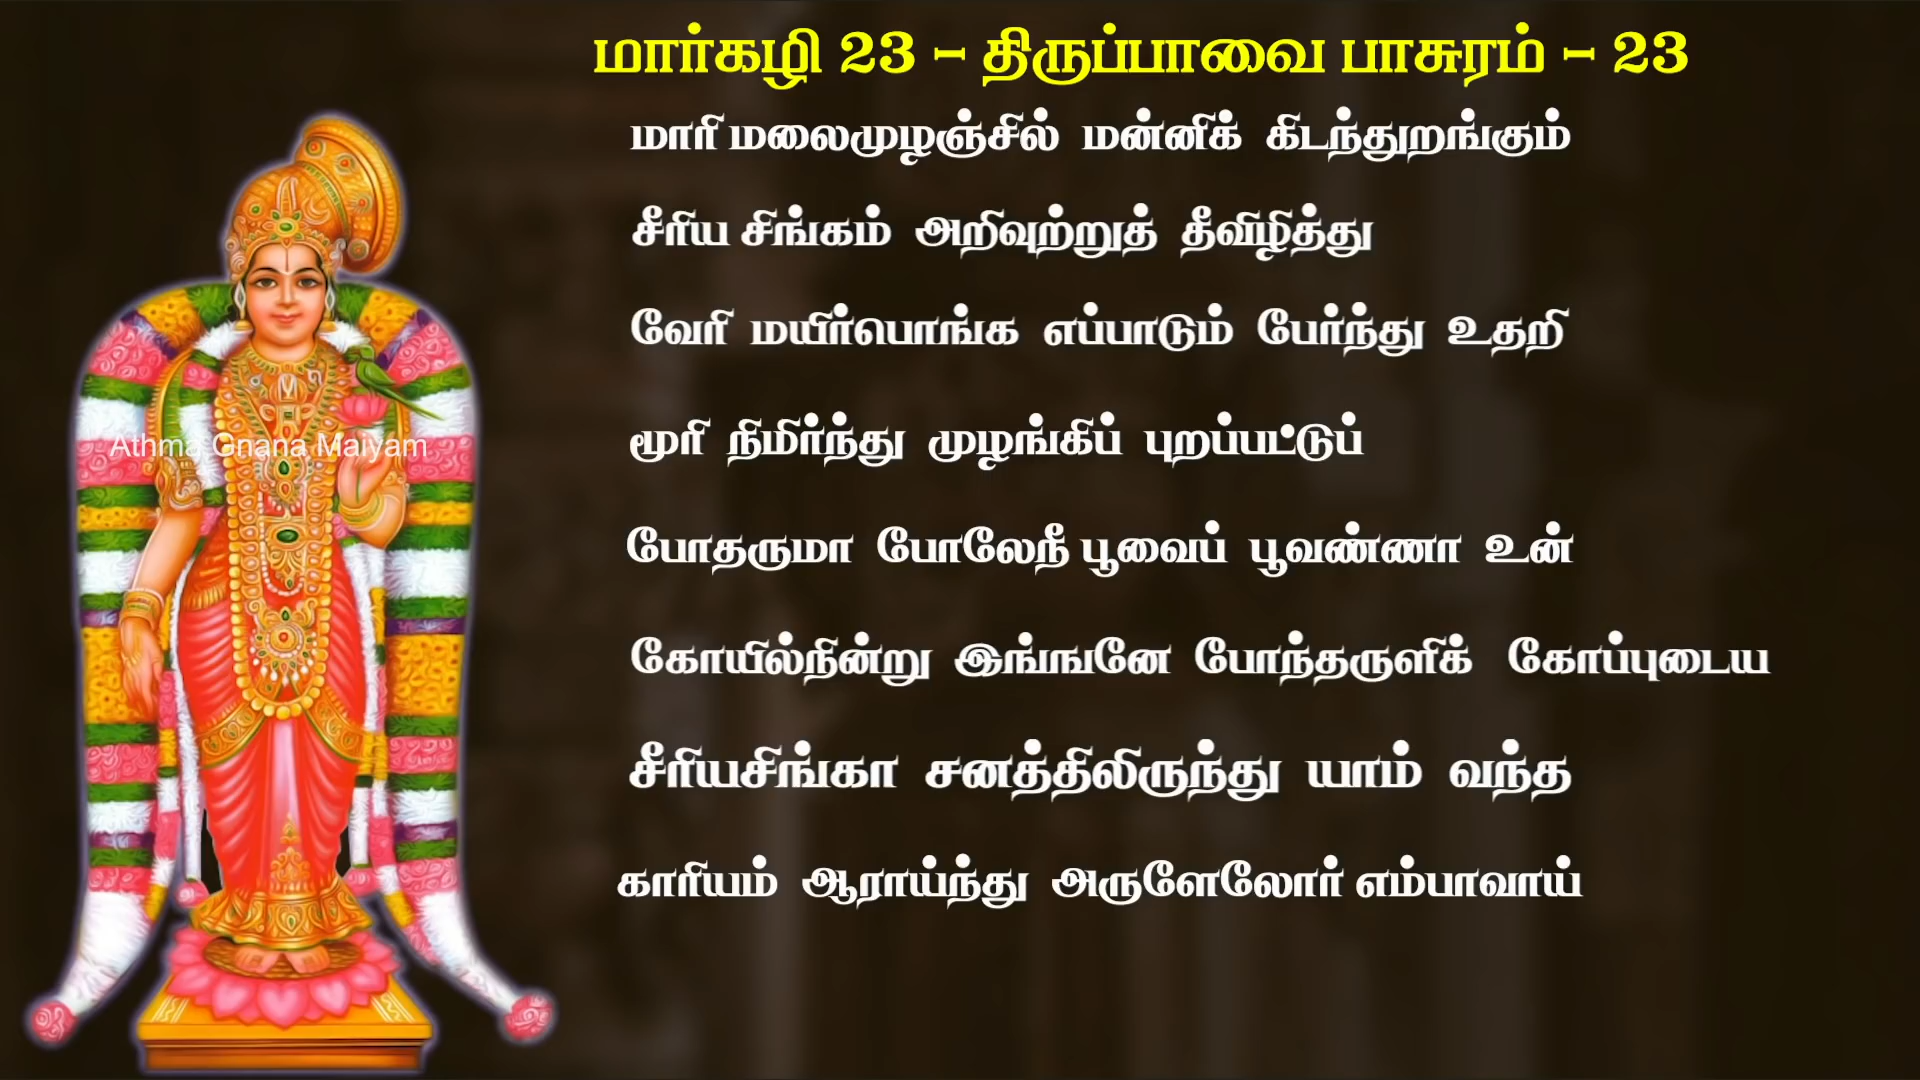 மார்கழி 23 – திருப்பாவை பாசுரம் – 23
மாரி மலைமுழஞ்சில் மன்னிக் கிடந்துறங்கும்
சீரிய சிங்கம் அறிவுற்றுத் தீவிழித்து
வேரி மயிர்பொங்க எப்பாடும் பேர்ந்து உதறி
மூரி நிமிர்ந்து முழங்கிப் புறப்பட்டுப்
Athma Gnana Maiyam
போதருமா போலேநீ பூவைப் பூவண்ணா உன்
கோயில்நின்று இங்ஙனே போந்தருளிக் கோப்புடைய
சீரியசிங்கா சனத்திலிருந்து யாம் வந்த
காரியம் ஆராய்ந்து அருளேலோர் எம்பாவாய்